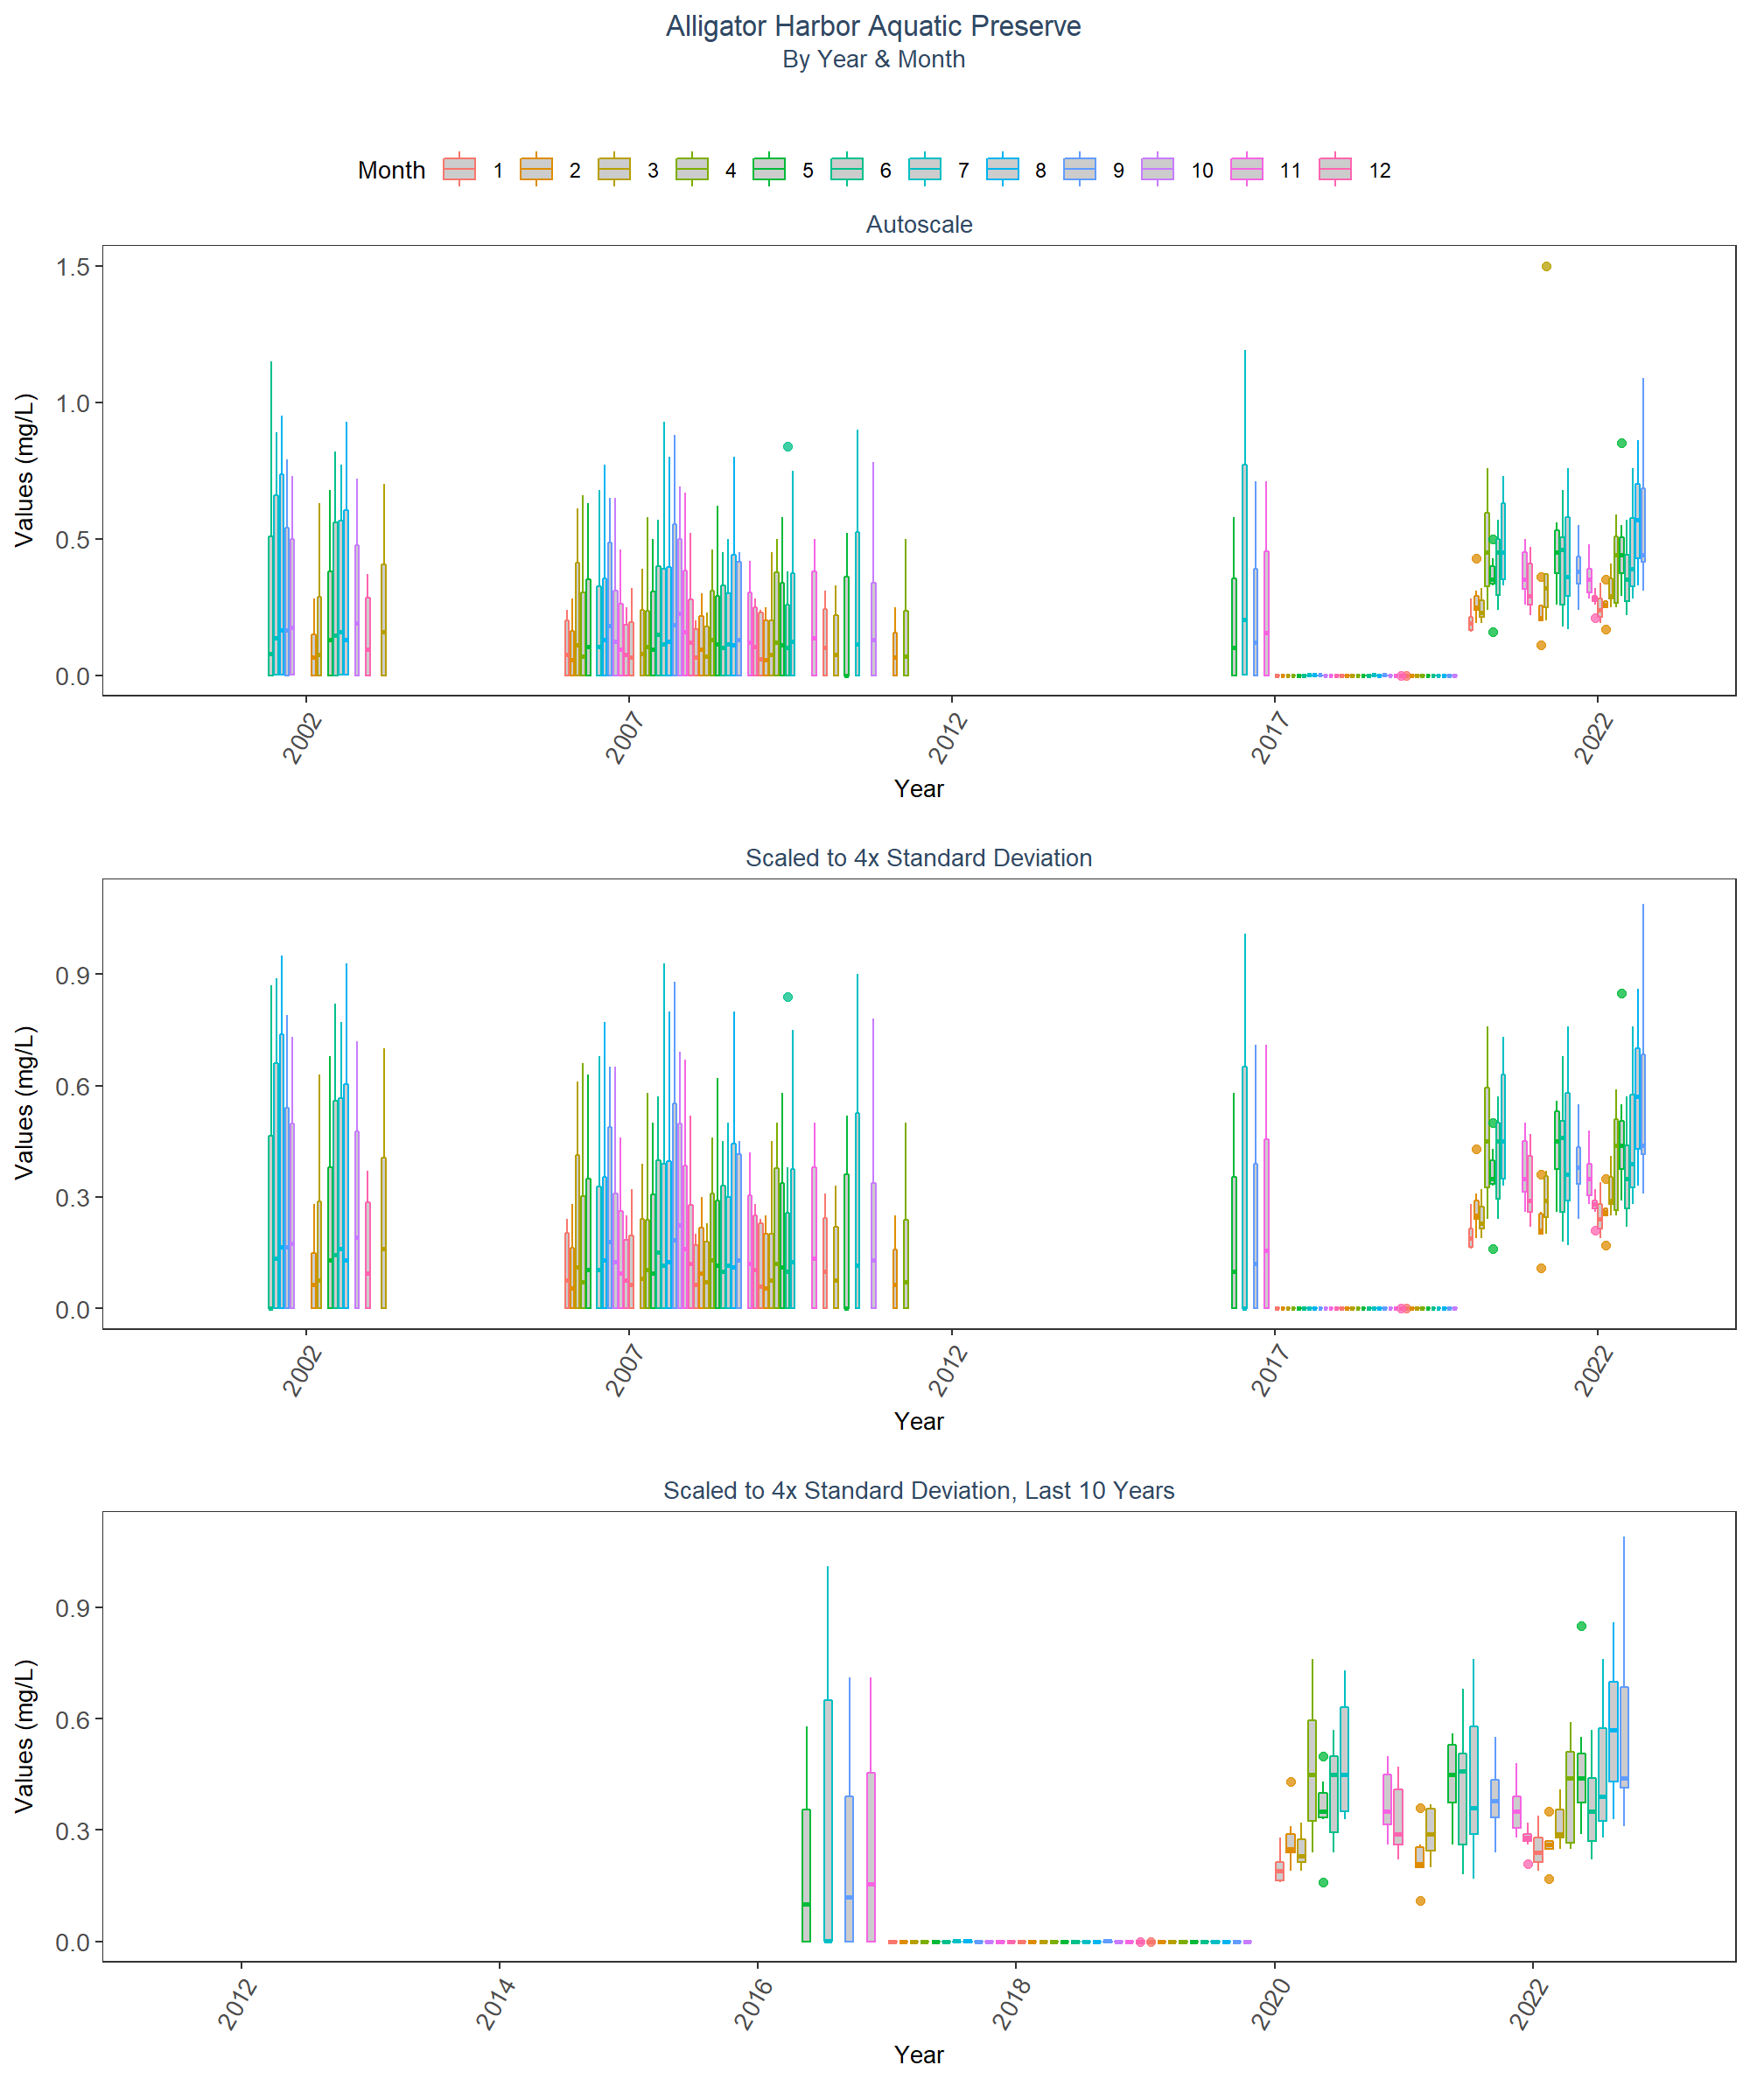 Alligator Harbor Aquatic Preserve
By Year & Month
Month 1 2 3 4 5 6 7 8 9 10 11 12
Autoscale
1.5
1.0
0.5
0.0
Values (mg/L)
2002 2007 2012 2017 2022
Year
Scaled to 4x Standard Deviation
0.9
0.6
0.3
0.0
Values (mg/L)
2002 2007 2012 2017 2022
Year
Scaled to 4x Standard Deviation, Last 10 Years
0.9
0.6
0.3
0.0
Values (mg/L)
2012 2014 2016 2018 2020 2022
Year